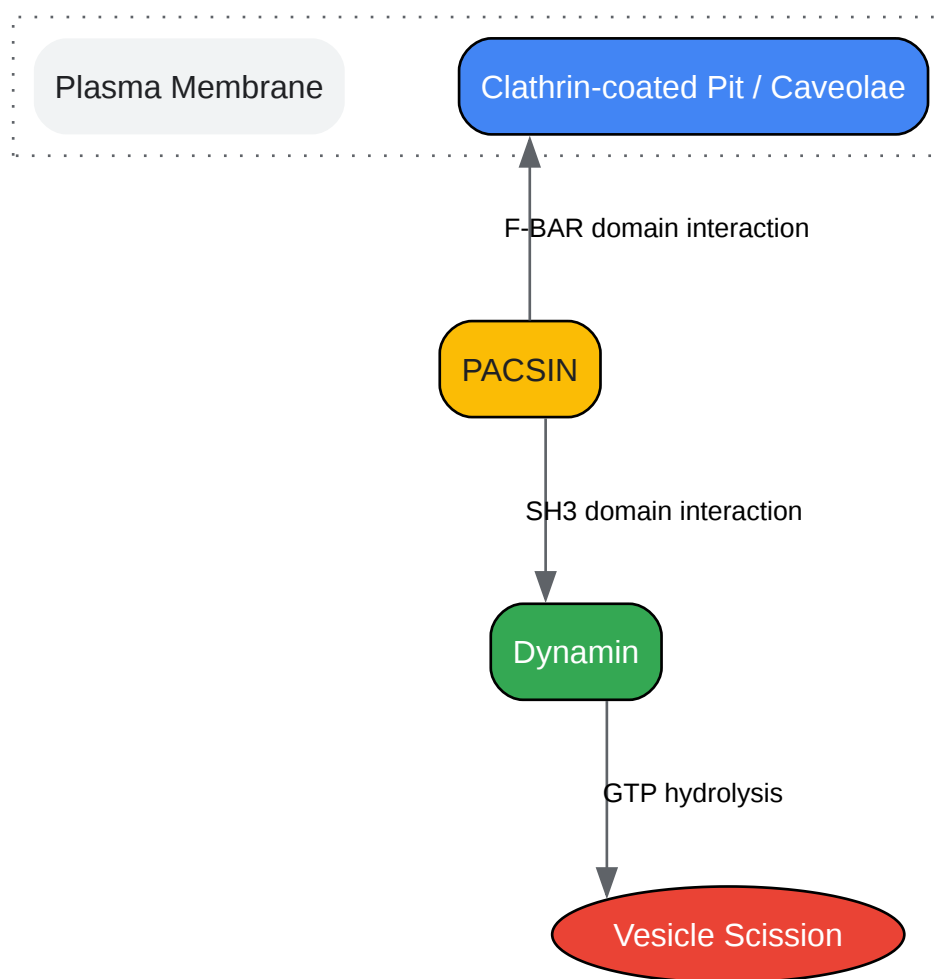 Plasma Membrane
Clathrin-coated Pit / Caveolae
F-BAR domain interaction
PACSIN
SH3 domain interaction
Dynamin
GTP hydrolysis
Vesicle Scission